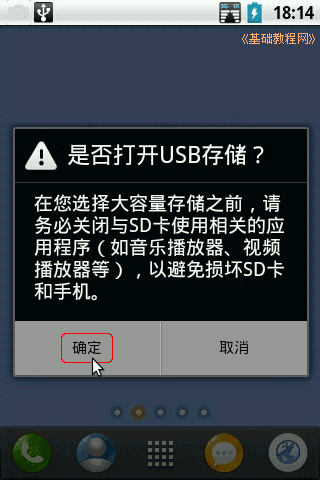 18:14
《基础教程网》
是否打开USB存储？
在您选择大容量存储之前，请
务必关闭与SD卡使用相关的应
用程序（如音乐播放器、视频
播放器等），以避免损坏SD卡
和手机。
确定
取消